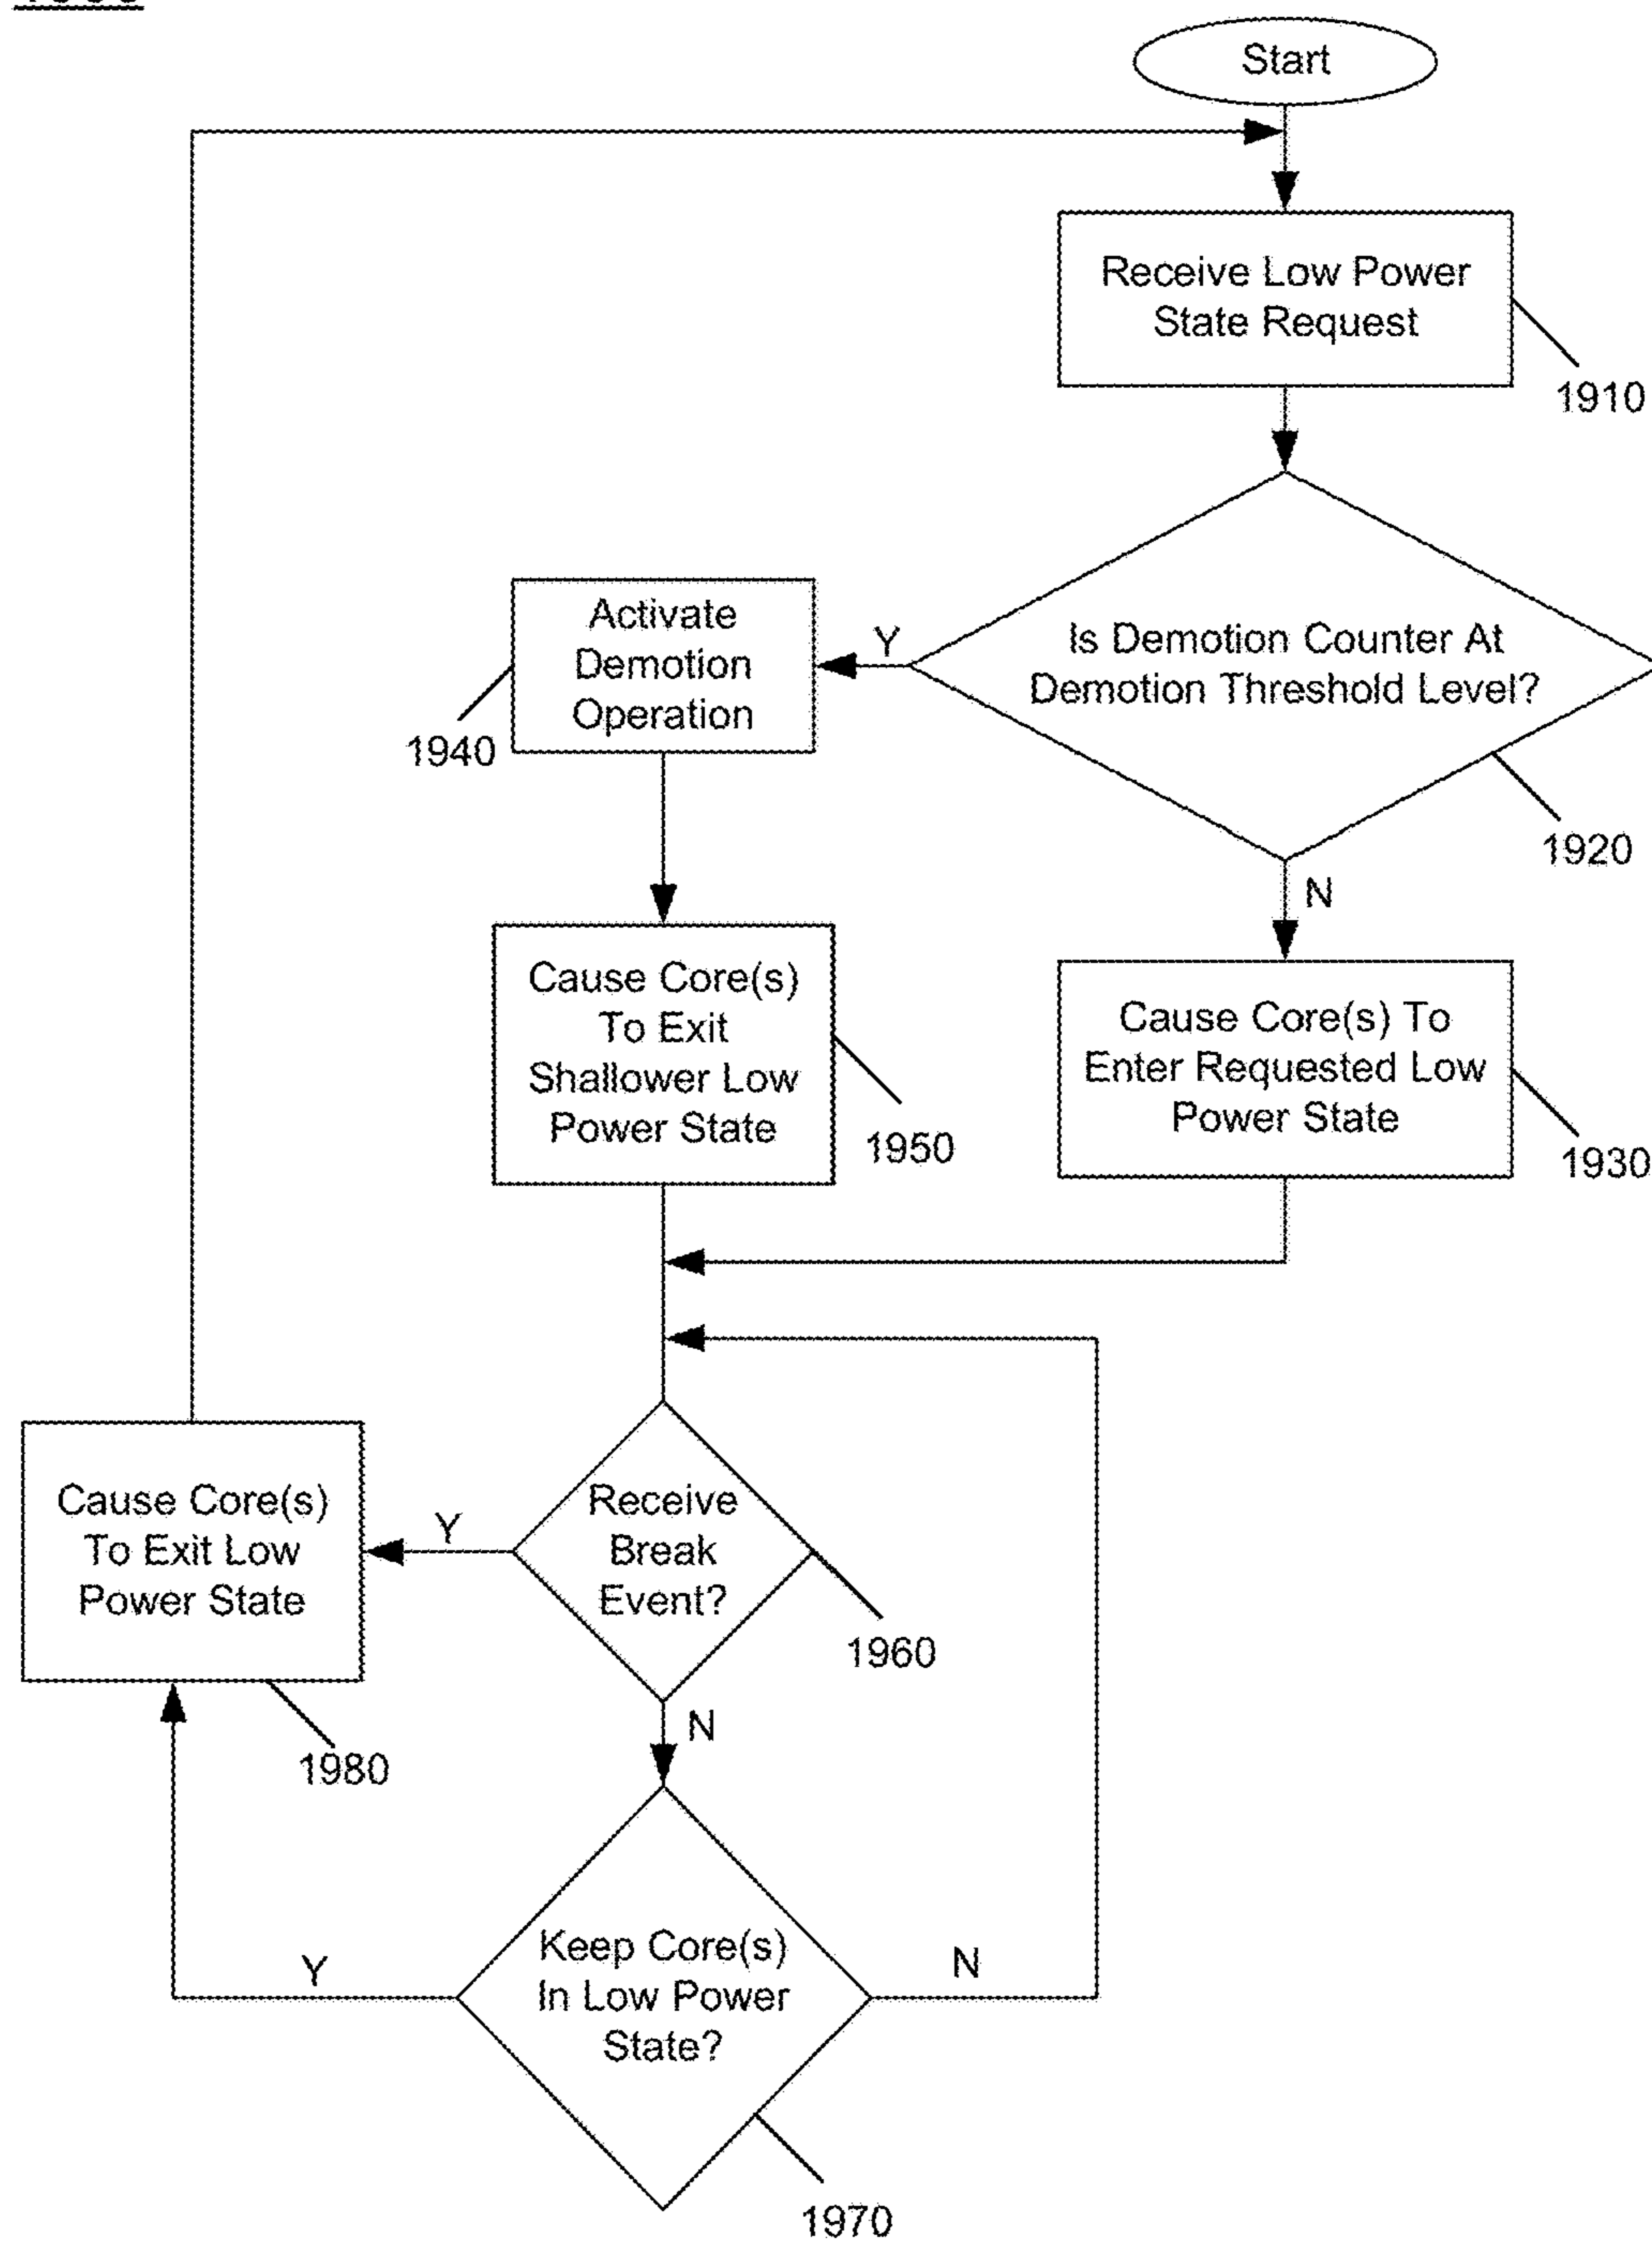 Start
Receive Low Power
State Request
1910
Is Demotion Counter At
Demotion Threshold Level?
1920
Y
N
Activate
Demotion
Operation
1940
Cause Core(s)
To Exit
Shallower Low
Power State
1950
Cause Core(s) To
Enter Requested Low
Power State
1930
Receive
Break
Event?
1960
Y
N
Cause Core(s)
To Exit Low
Power State
1980
Keep Core(s)
In Low Power
State?
1970
Y
N